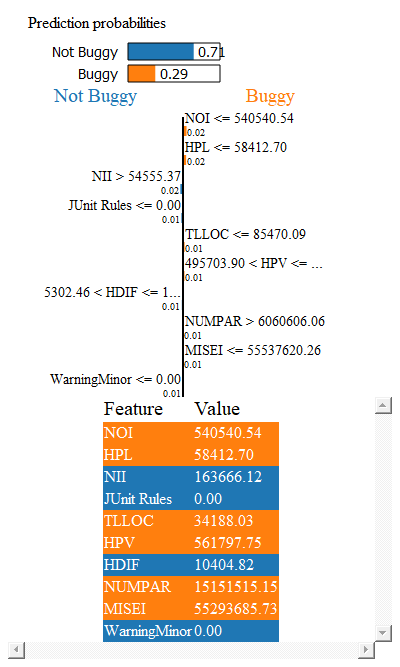 Prediction probabilities
Not Buggy 0.71
Buggy 0.29
Not Buggy Buggy
NOI <= 540540.54
0.02
HPL <= 58412.70
0.02
NII > 54555.37
0.02
JUnit Rules <= 0.00
0.01
TLLOC <= 85470.09
0.01
495703.90 < HPV <= ...
0.01
5302.46 < HDIF <= 1...
0.01
NUMPAR > 6060606.06
0.01
MISEI <= 55537620.26
0.01
WarningMinor <= 0.00
0.01
Feature Value
NOI 540540.54
HPL 58412.70
NII 163666.12
JUnit Rules 0.00
TLLOC 34188.03
HPV 561797.75
HDIF 10404.82
NUMPAR 15151515.15
MISEI 55293685.73
WarningMinor 0.00